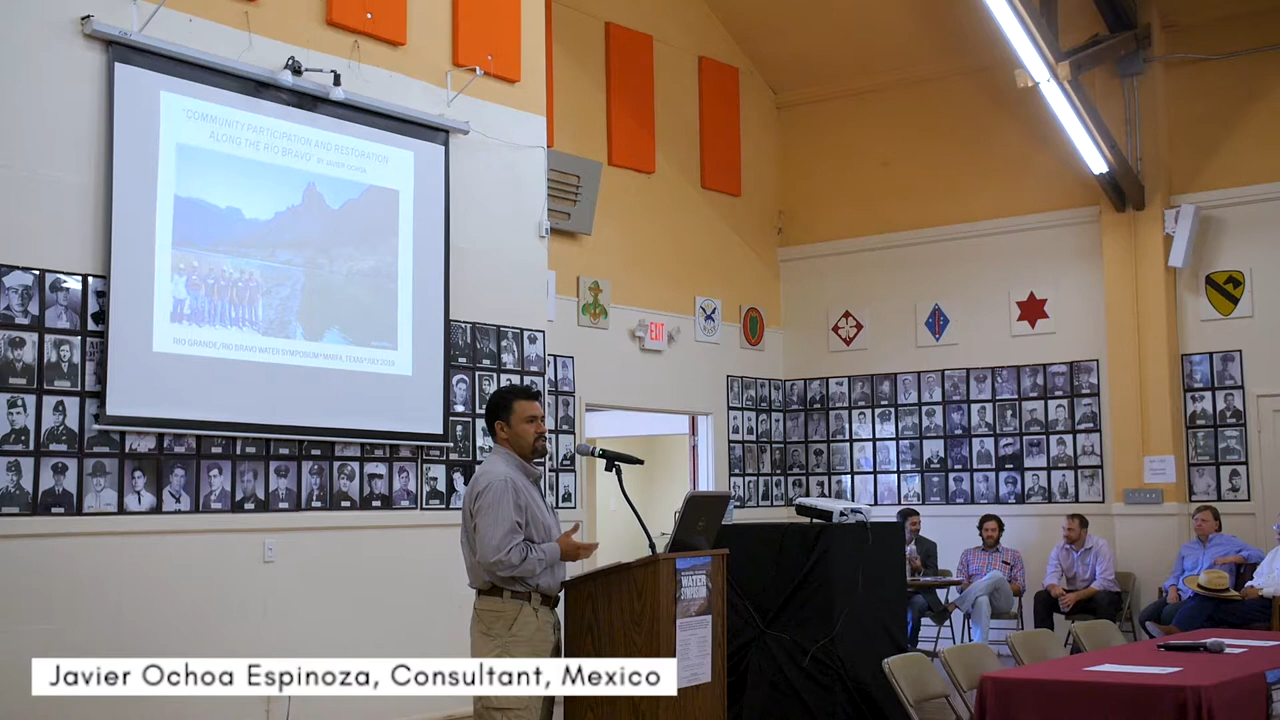 "COMMUNITY PARTICIPATION AND RESTORATION
ALONG THE RÍO BRAVO" BY JAVIER OCHOA
RIO GRANDE/RIO BRAVO WATER SYMPOSIUM*MARFA, TEXAS*JULY 2019
EXIT
WATER
SYMPOSIUM
Javier Ochoa Espinoza, Consultant, Mexico